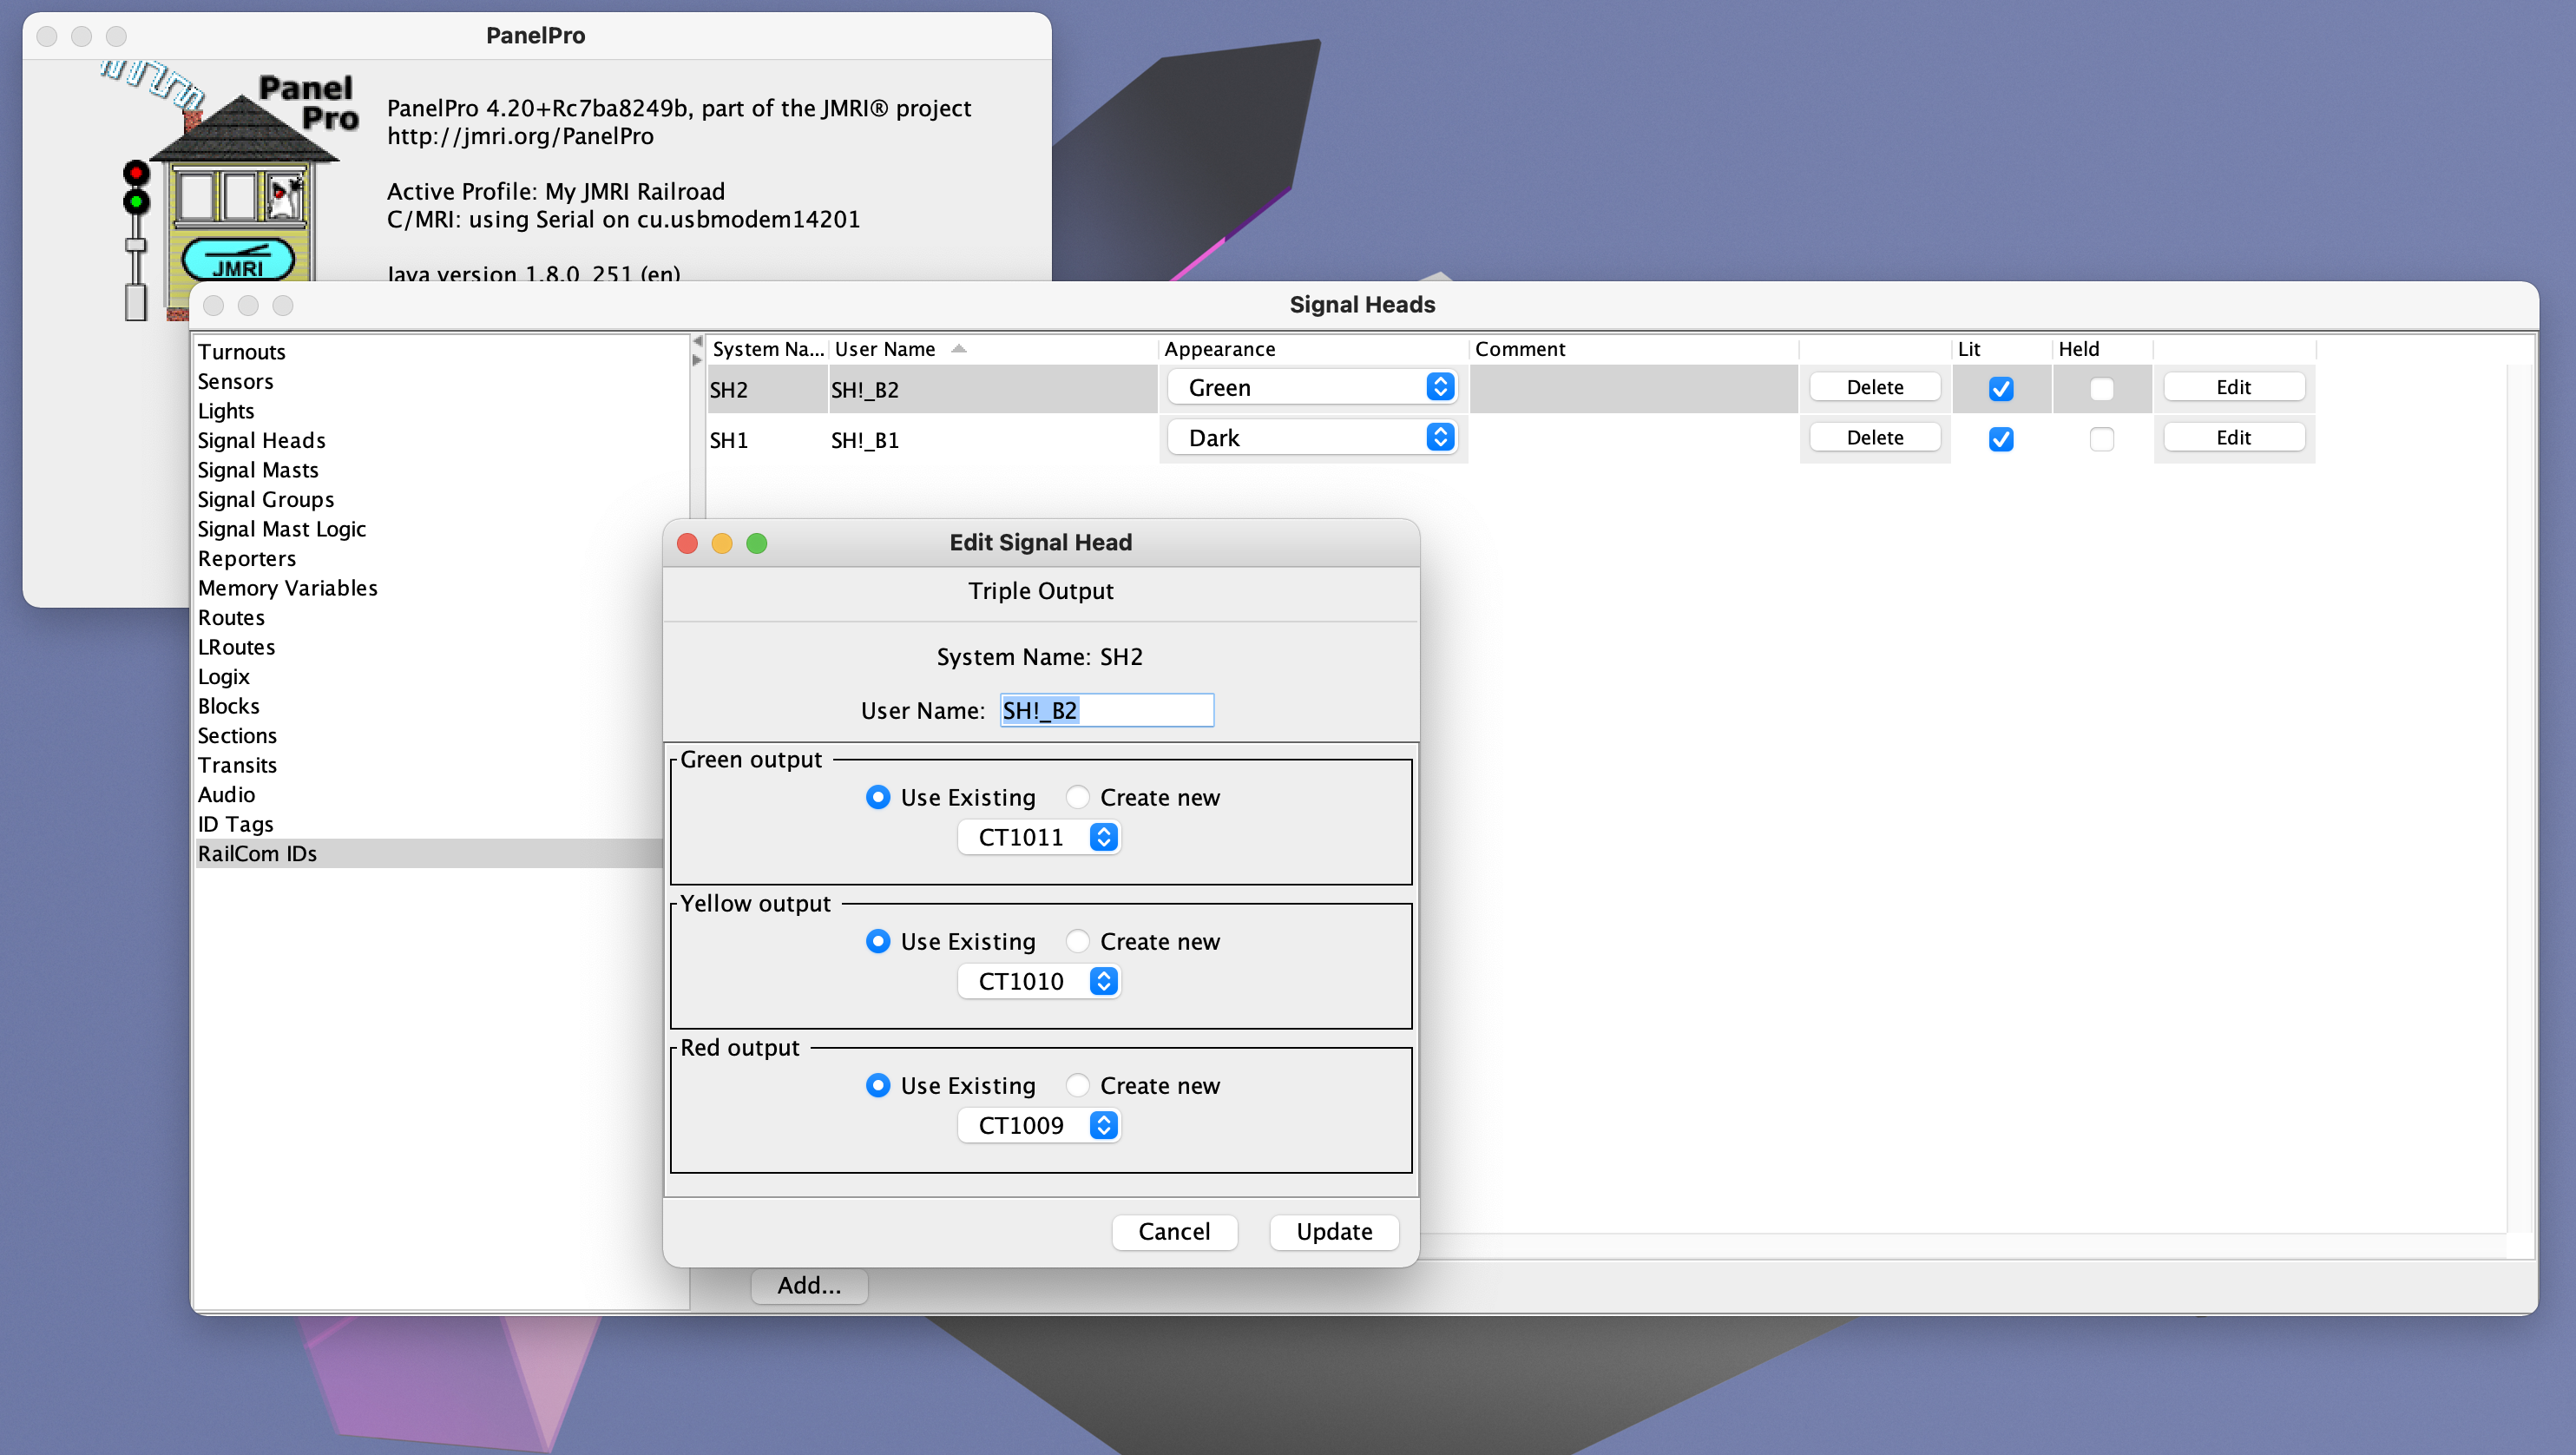 PanelPro
Panel
Pro
PanelPro 4.20+Rc7ba8249b, part of the JMRI® project
http://jmri.org/PanelPro
Active Profile: My JMRI Railroad
C/MRI: using Serial on cu.usbmodem14201
Java version 1.8.0_251 (en)
JMRI
Signal Heads
Turnouts
Sensors
Lights
Signal Heads
Signal Masts
Signal Groups
Signal Mast Logic
Reporters
Memory Variables
Routes
LRoutes
Logix
Blocks
Sections
Transits
Audio
ID Tags
RailCom IDs
System Na... User Name Appearance Comment Lit Held
SH2 SH!_B2 Green Delete Edit
SH1 SH!_B1 Dark Delete Edit
Edit Signal Head
Triple Output
System Name: SH2
User Name: SH!_B2
Green output
Use Existing Create new
CT1011
Yellow output
Use Existing Create new
CT1010
Red output
Use Existing Create new
CT1009
Cancel Update
Add...